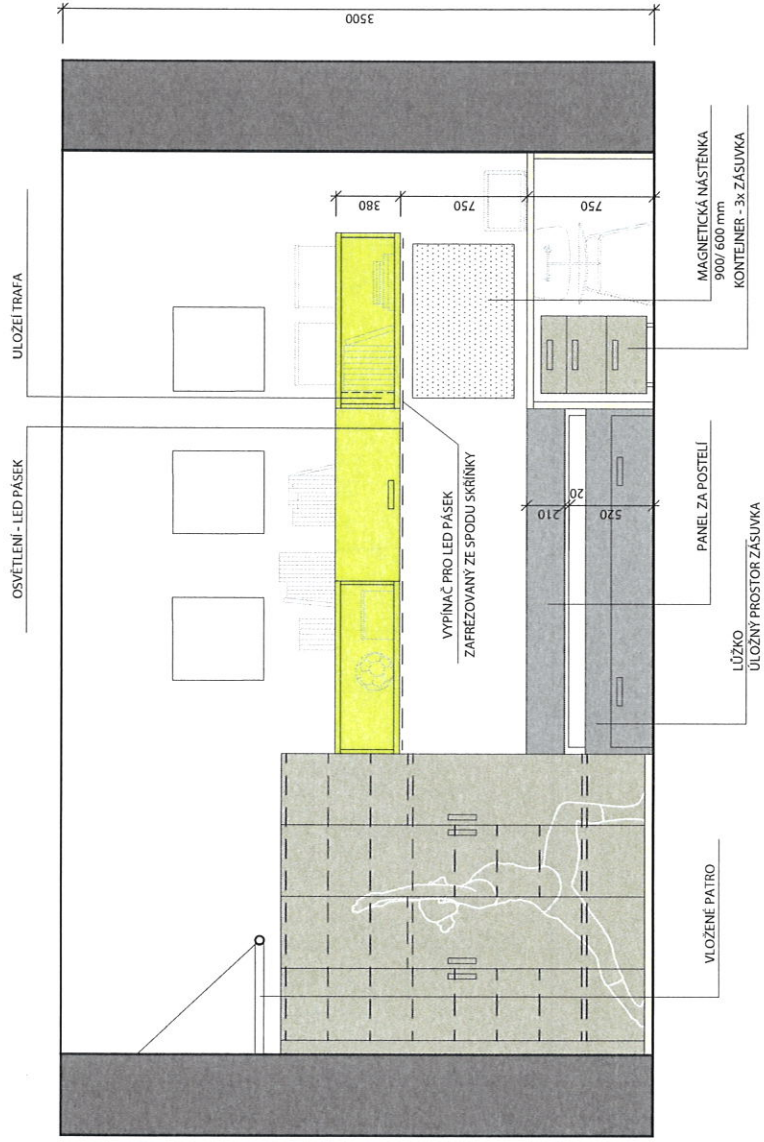 OSVĚTLENÍ - LED PÁSEK
ULOŽEÍ TRAFA
3500
380
750
750
VYPÍNAČ PRO LED PÁSEK
ZAFRÉZOVANÝ ZE SPODU SKŘÍŇKY
210
20
520
VLOŽENÉ PATRO
LŮŽKO
ÚLOŽNÝ PROSTOR ZÁSUVKA
PANEL ZA POSTELÍ
MAGNETICKÁ NÁSTĚNKA
900/ 600 mm
KONTEJNER - 3x ZÁSUVKA